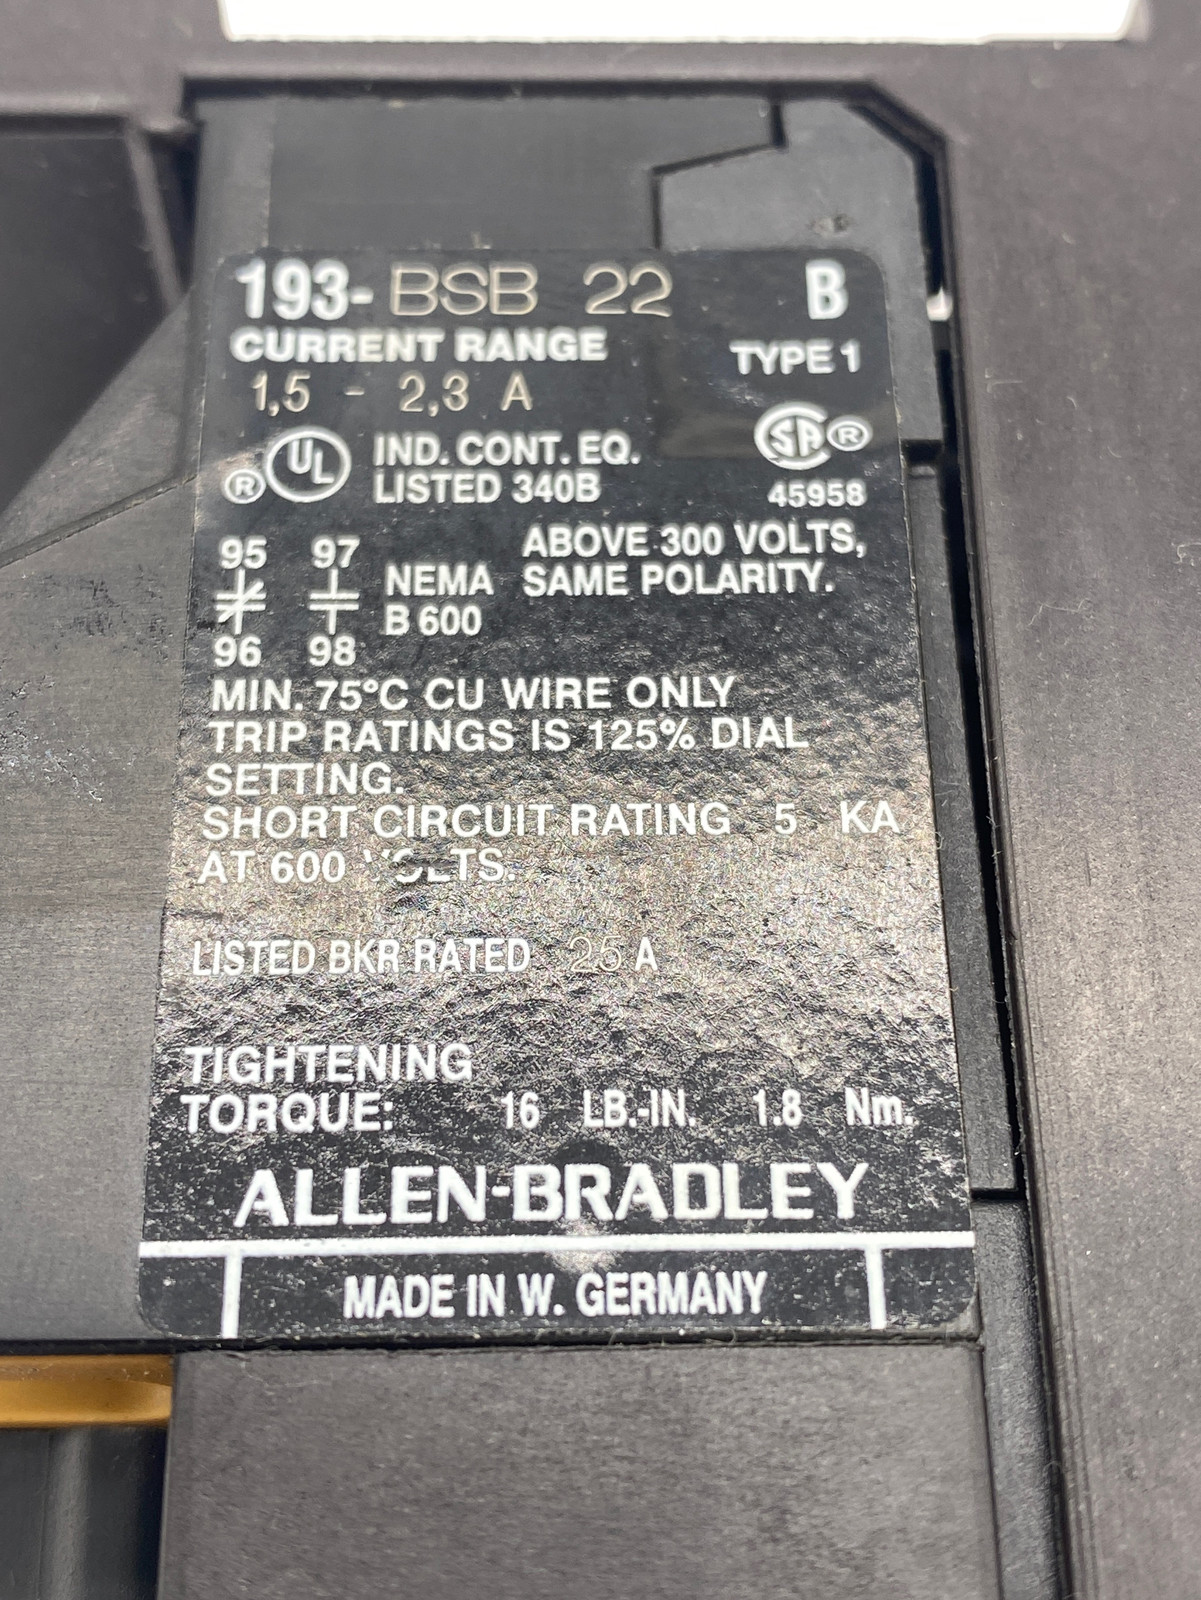 193- BSB 22 B
CURRENT RANGE TYPE 1
1,5 - 2,3 A
® UL IND. CONT. EQ. SA ®
LISTED 340B 45958
95 97 ABOVE 300 VOLTS,
NEMA SAME POLARITY.
B 600
96 98
MIN. 75°C CU WIRE ONLY
TRIP RATINGS IS 125% DIAL
SETTING.
SHORT CIRCUIT RATING 5 KA
AT 600 VOLTS.
LISTED BKR RATED 25 A
TIGHTENING
TORQUE: 16 LB.-IN. 1.8 Nm.
ALLEN-BRADLEY
MADE IN W. GERMANY